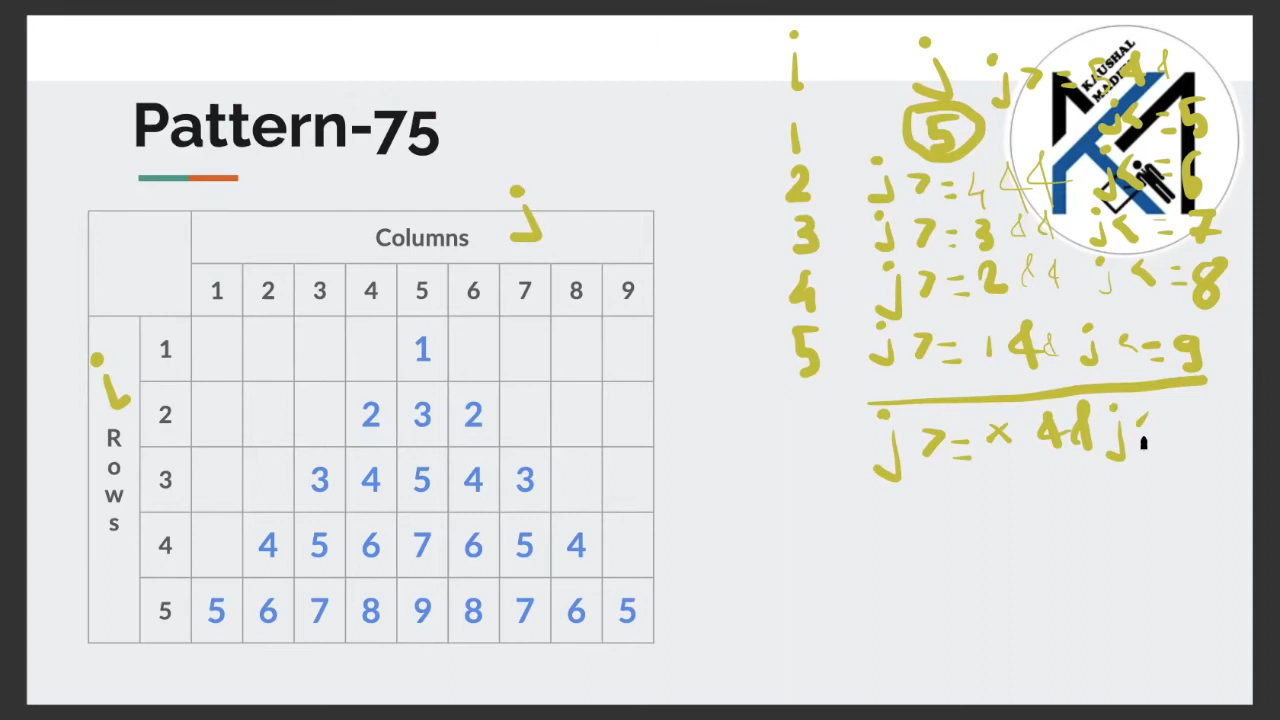 Pattern-75
Columns j
1 2 3 4 5 6 7 8 9
i
Rows
1 1
2 2 3 2
3 3 4 5 4 3
4 4 5 6 7 6 5 4
5 5 6 7 8 9 8 7 6 5
KAUSHAL
i j j>=5 &&
1 5 j<=5
2 j>=4 && j<=6
3 j>=3 && j<=7
4 j>=2 && j<=8
5 j>=1 && j<=9
j>=x && j<